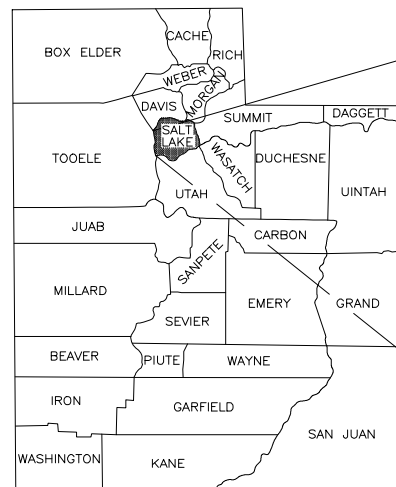 CACHE
BOX ELDER
RICH
WEBER
MORGAN
DAVIS
SUMMIT
DAGGETT
SALT
LAKE
TOOELE
WASATCH
DUCHESNE
UINTAH
UTAH
JUAB
CARBON
SANPETE
MILLARD
EMERY
GRAND
SEVIER
BEAVER
PIUTE
WAYNE
IRON
GARFIELD
SAN JUAN
WASHINGTON
KANE